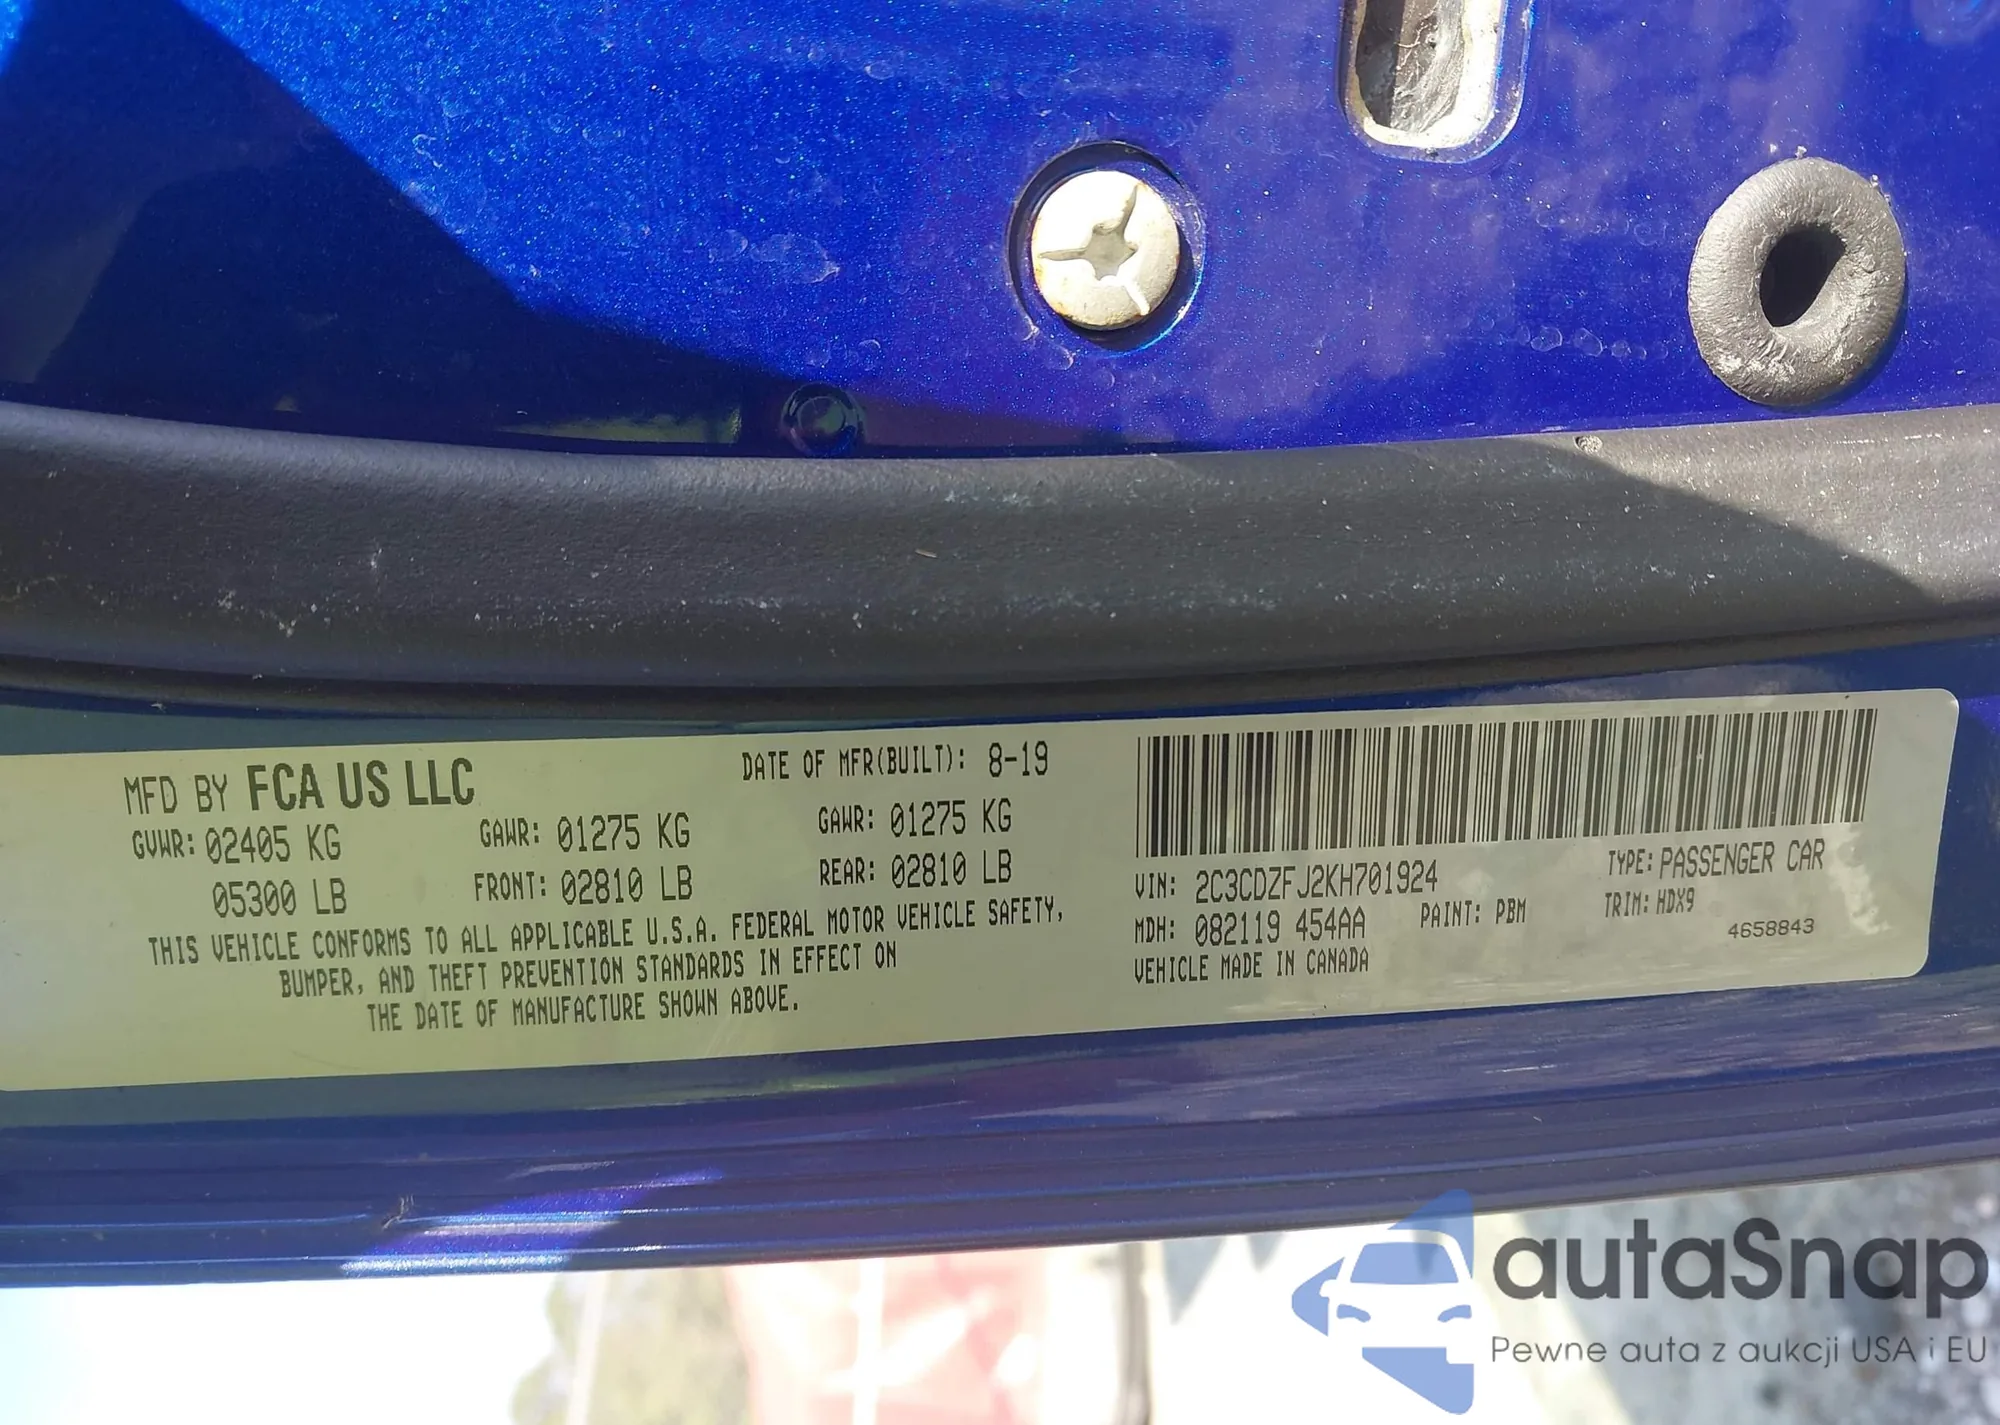 MFD BY FCA US LLC
DATE OF MFR(BUILT): 8-19
GVWR: 02405 KG
GAWR: 01275 KG
GAWR: 01275 KG
05300 LB
FRONT: 02810 LB
REAR: 02810 LB
THIS VEHICLE CONFORMS TO ALL APPLICABLE U.S.A. FEDERAL MOTOR VEHICLE SAFETY,
BUMPER, AND THEFT PREVENTION STANDARDS IN EFFECT ON
THE DATE OF MANUFACTURE SHOWN ABOVE.
VIN: 2C3CDZFJ2KH701924
TYPE: PASSENGER CAR
MDH: 082119 454AA
PAINT: PBM
TRIM: HDX9
VEHICLE MADE IN CANADA
4658843
autaSnap
Pewne auta z aukcji USA i EU